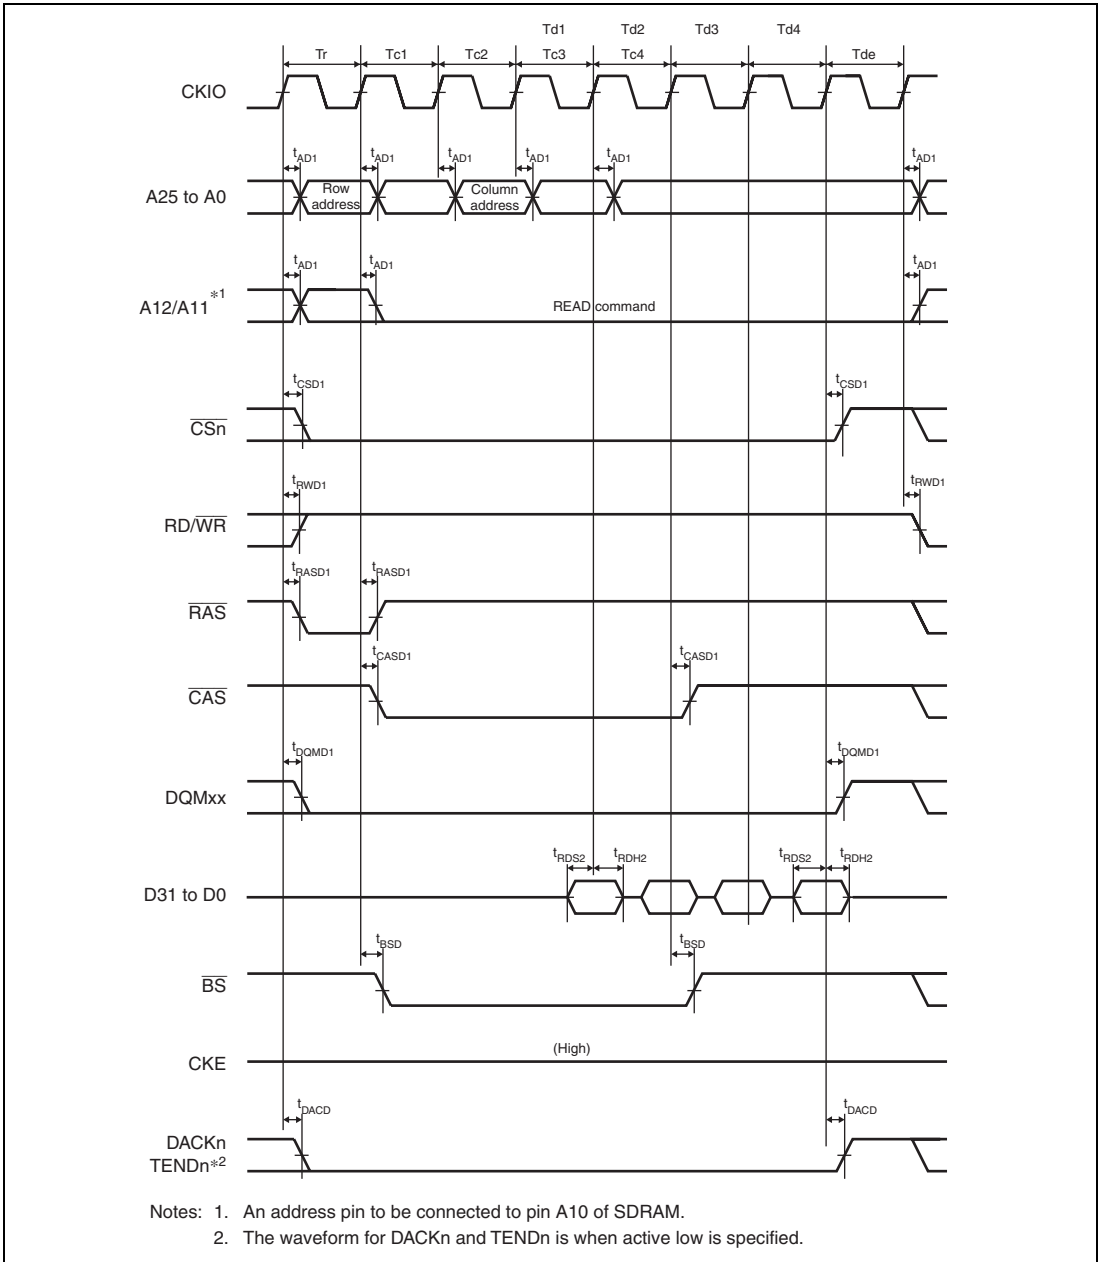 Td1 Td2 Td3 Td4
Tr Tc1 Tc2 Tc3 Tc4 Tde
CKIO
tAD1 tAD1 tAD1 tAD1 tAD1 tAD1
A25 to A0
Row address
Column address
tAD1 tAD1 tAD1
A12/A11*1
READ command
tCSD1 tCSD1
CSn
tRWD1 tRWD1
RD/WR
tRASD1 tRASD1
RAS
tCASD1 tCASD1
CAS
tDQMD1 tDQMD1
DQMxx
tRDS2 tRDH2 tRDS2 tRDH2
D31 to D0
tBSD tBSD
BS
(High)
CKE
tDACD tDACD
DACKn
TENDn*2
Notes: 1. An address pin to be connected to pin A10 of SDRAM.
2. The waveform for DACKn and TENDn is when active low is specified.